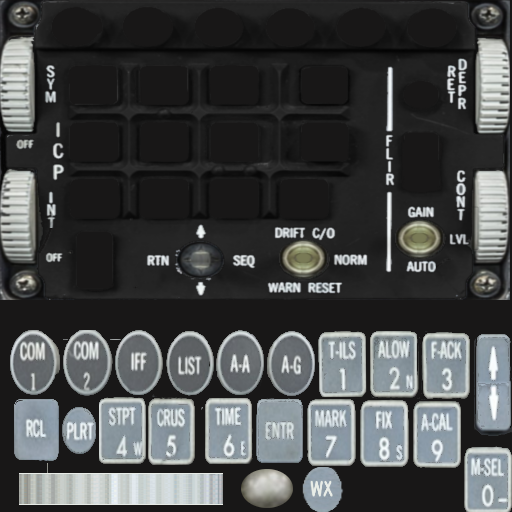 SYM
DEPR
RET
OFF
ICP
FLIR
CONT
INT
GAIN
DRIFT C/O
LVL
OFF
RTN
SEQ
NORM
AUTO
WARN RESET
COM 1
COM 2
IFF
LIST
A-A
A-G
T-ILS 1
ALOW 2 N
F-ACK 3
RCL
PLRT
STPT 4 W
CRUS 5
TIME 6 E
ENTR
MARK 7
FIX 8 S
A-CAL 9
WX
M-SEL 0-